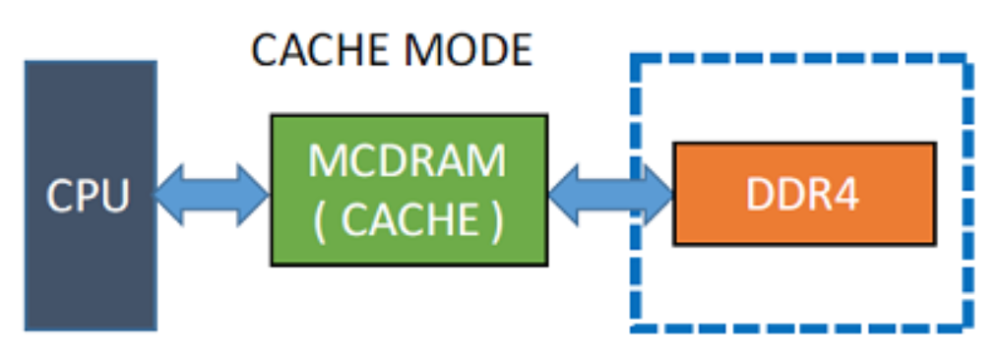 CACHE MODE
CPU
MCDRAM
( CACHE )
DDR4